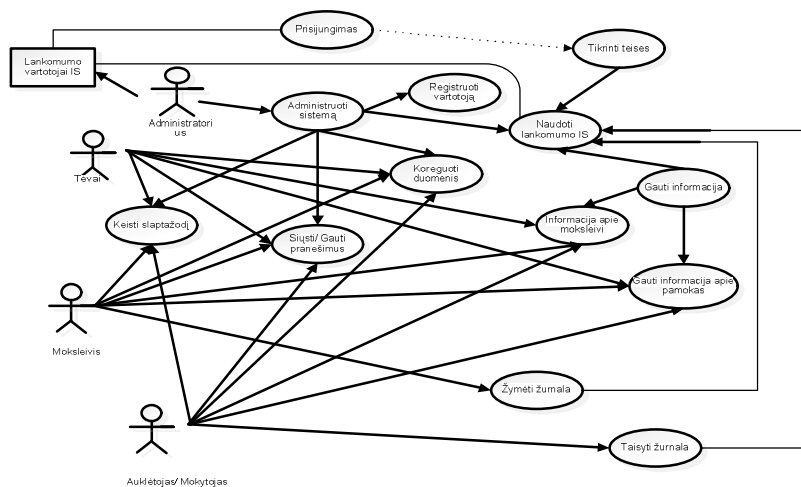 Prisijungimas
Tikrinti teises
Lankomumo
vartotojai IS
Administratori
us
Administruoti
sistemą
Registruoti
vartotoją
Naudoti
lankomumo IS
Tėvai
Koreguoti
duomenis
Gauti informacija
Keisti slaptažodį
Siųsti/ Gauti
pranešimus
Informacija apie
moksleivi
Gauti informacija apie
pamokas
Moksleivis
Žymėti žurnala
Taisyti žurnala
Auklėtojas/ Mokytojas